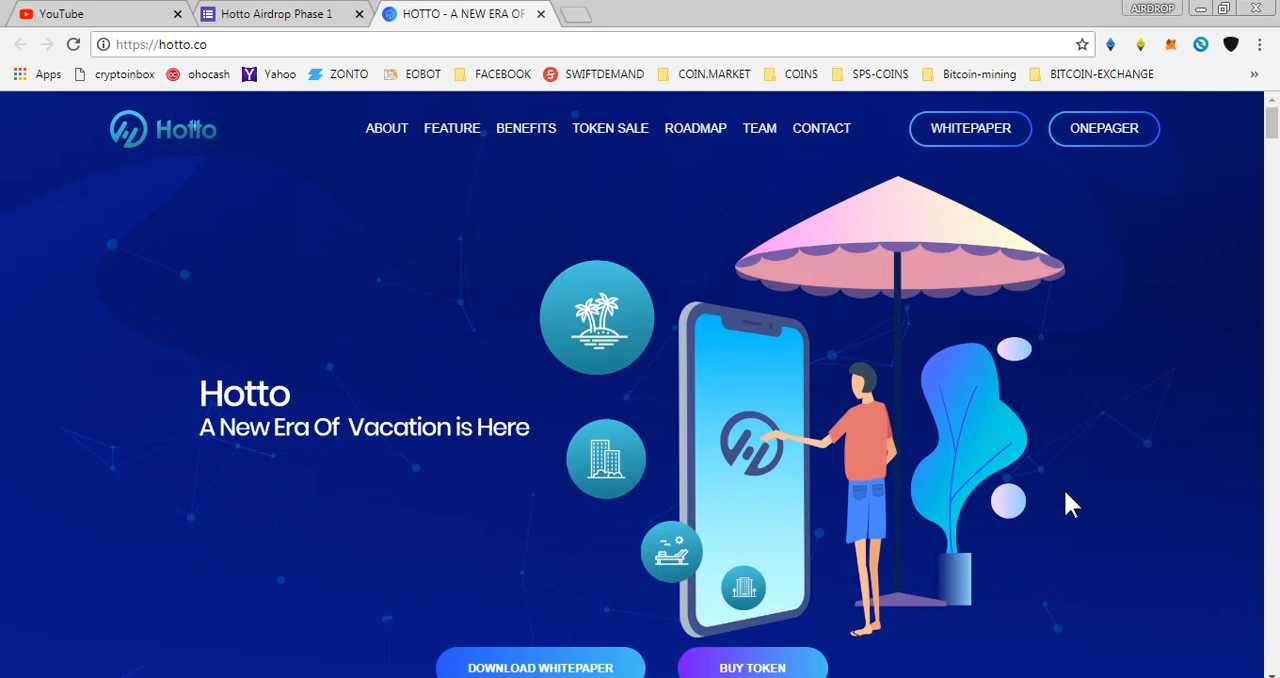 YouTube
Hotto Airdrop Phase 1
HOTTO - A NEW ERA OF
AIRDROP
https://hotto.co
Apps
cryptoinbox
ohocash
Yahoo
ZONTO
EOBOT
FACEBOOK
SWIFTDEMAND
COIN.MARKET
COINS
SPS-COINS
Bitcoin-mining
BITCOIN-EXCHANGE
»
Hotto
ABOUT
FEATURE
BENEFITS
TOKEN SALE
ROADMAP
TEAM
CONTACT
WHITEPAPER
ONEPAGER
Hotto
A New Era Of Vacation is Here
DOWNLOAD WHITEPAPER
BUY TOKEN